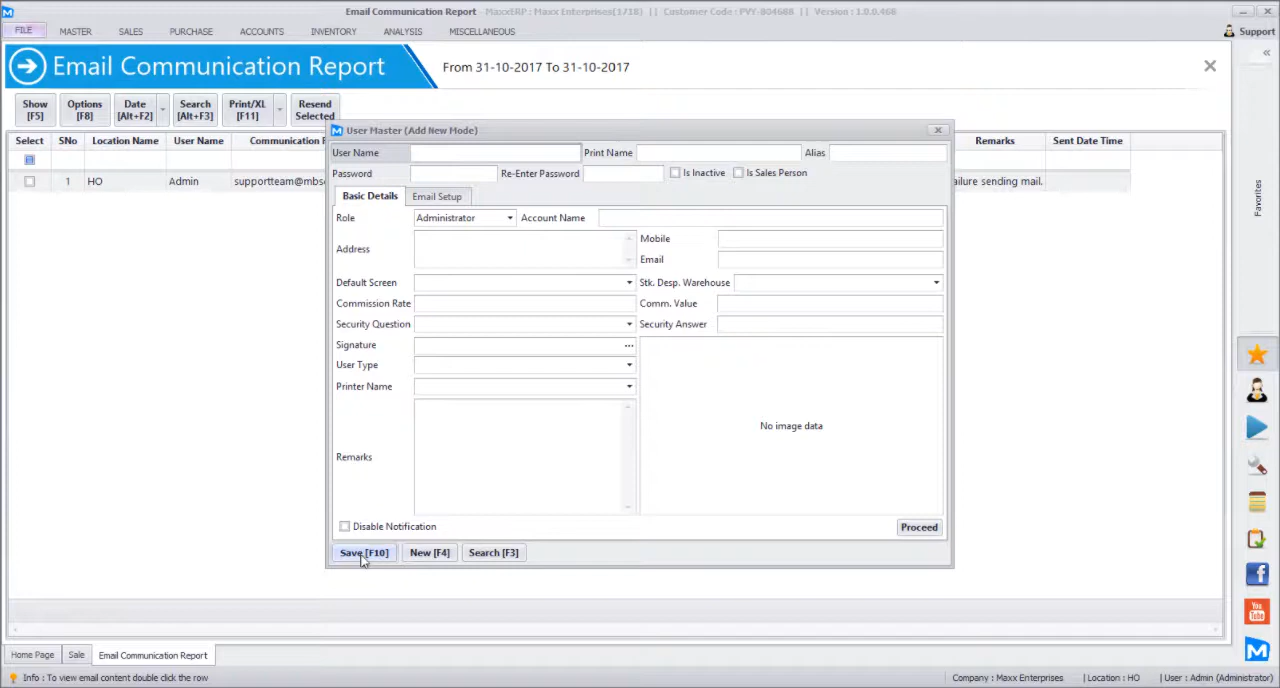 Email Communication Report - MaxxERP : Maxx Enterprises(1718) || Customer Code : PVY-804688 || Version : 1.0.0.468
FILE MASTER SALES PURCHASE ACCOUNTS INVENTORY ANALYSIS MISCELLANEOUS Support
Email Communication Report From 31-10-2017 To 31-10-2017
Show [F5] Options [F8] Date [Alt+F2] Search [Alt+F3] Print/XL [F11] Resend Selected
Select SNo Location Name User Name Communication Remarks Sent Date Time
1 HO Admin ailure sending mail.
User Master (Add New Mode)
User Name Print Name Alias
Password Re-Enter Password Is Inactive Is Sales Person
Basic Details Email Setup
Role Administrator Account Name
Address Mobile
Email
Default Screen Stk. Desp. Warehouse
Commission Rate Comm. Value
Security Question Security Answer
Signature
User Type
Printer Name
Remarks No image data
Disable Notification Proceed
Save [F10] New [F4] Search [F3]
Favorites
You Tube
Home Page Sale Email Communication Report
Info : To view email content double click the row Company : Maxx Enterprises | Location : HO | User : Admin (Administrator)